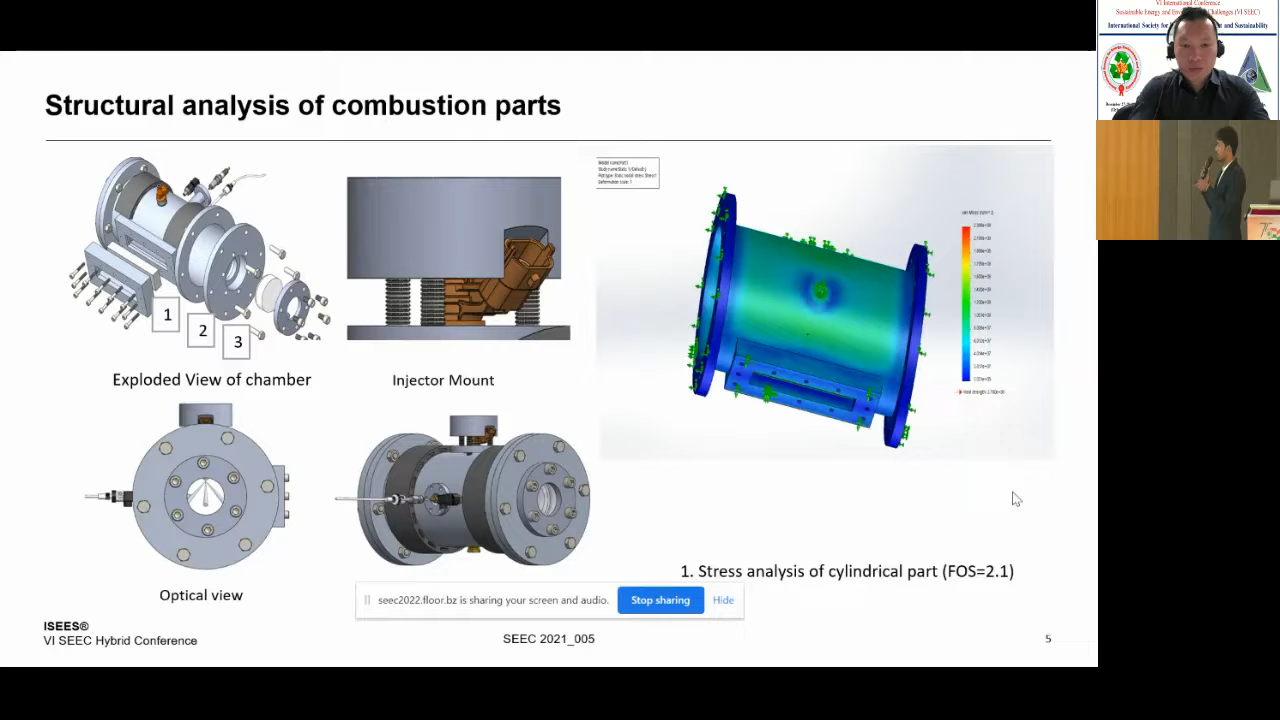 VI International Conference
Structural analysis of combustion parts
1
2
3
Exploded View of chamber
Injector Mount
Optical view
1. Stress analysis of cylindrical part (FOS=2.1)
seec2022.floor.bz is sharing your screen and audio.
Stop sharing
Hide
ISEES®
VI SEEC Hybrid Conference
SEEC 2021_005
5